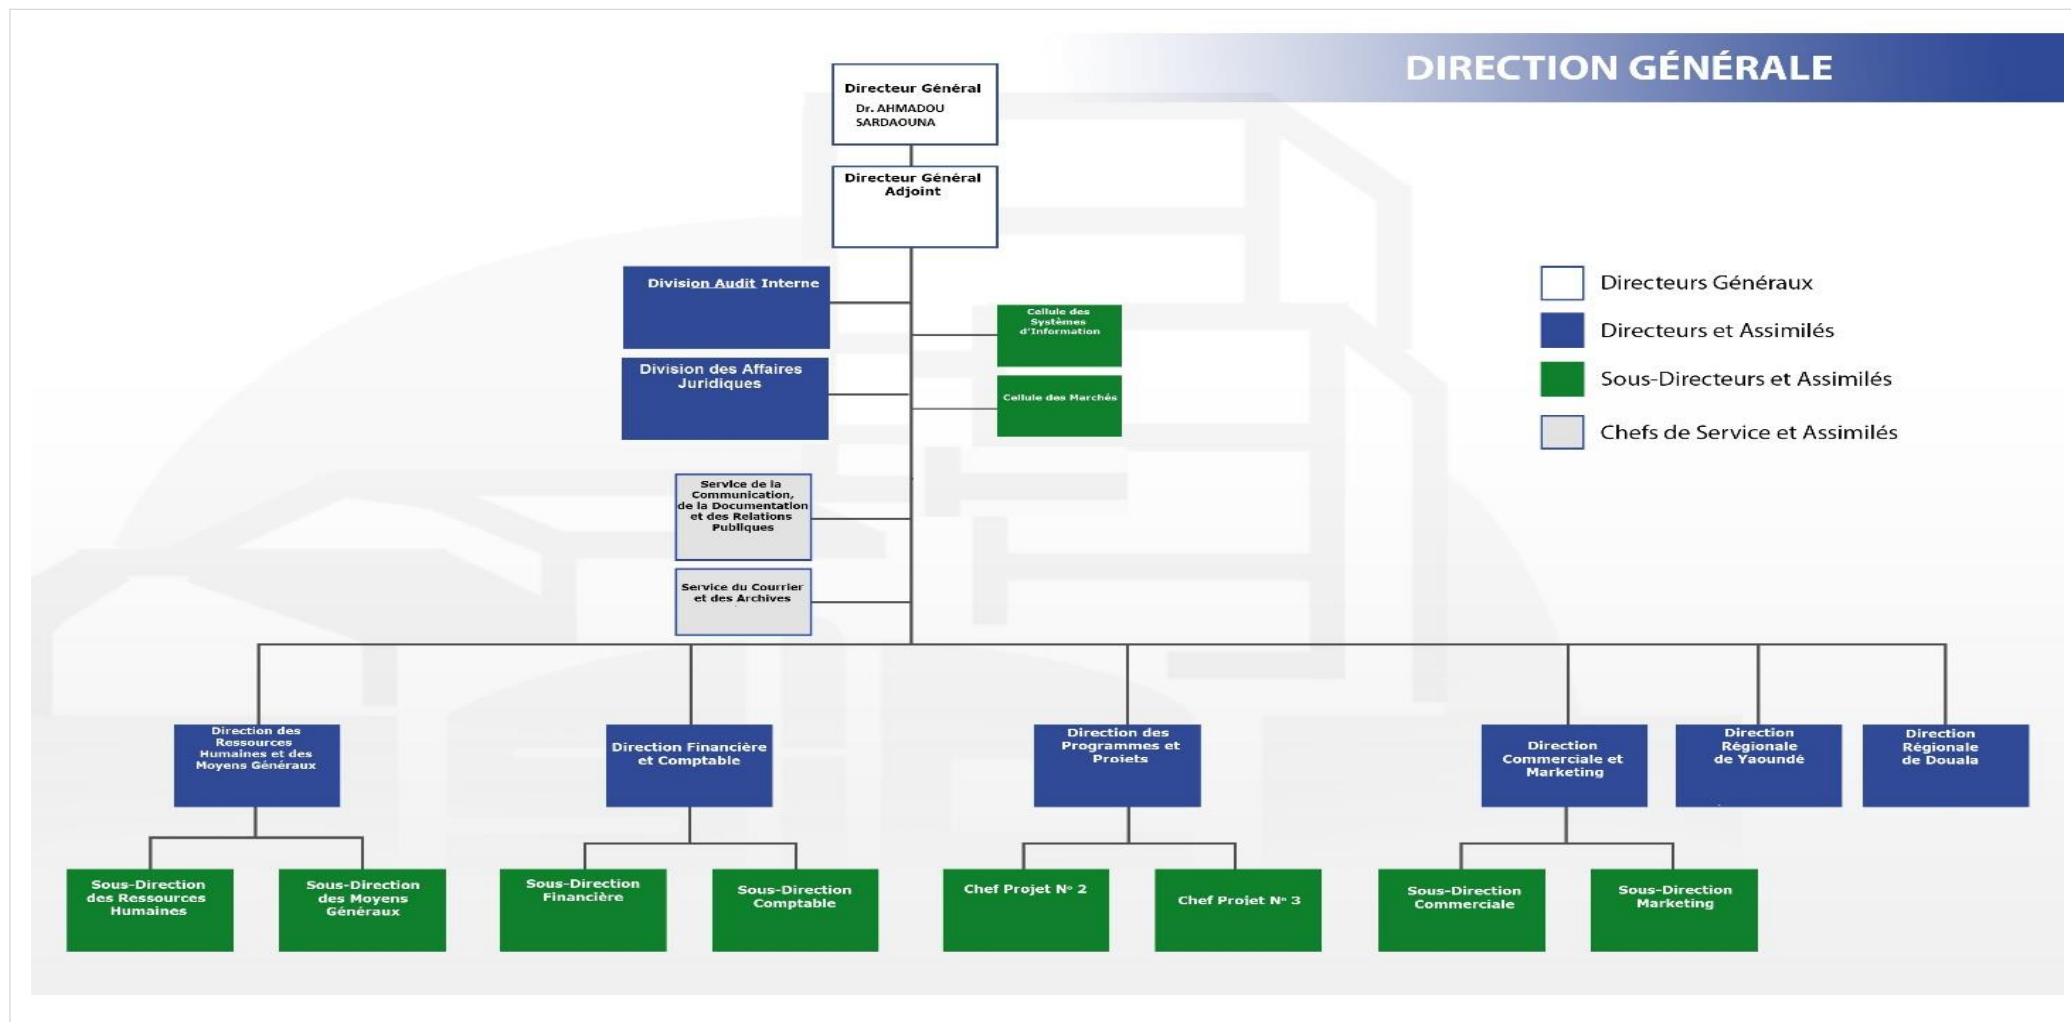 DIRECTION GÉNÉRALE
Directeur Général
Dr. AHMADOU
SARDAOUNA
Directeur Général
Adjoint
Division Audit Interne
Cellule des
Systèmes
d'Information
Division des Affaires
Juridiques
Cellule des Marchés
Directeurs Généraux
Directeurs et Assimilés
Sous-Directeurs et Assimilés
Chefs de Service et Assimilés
Service de la
Communication,
de la Documentation
et des Relations
Publiques
Service du Courrier
et des Archives
Direction des
Ressources
Humaines et des
Moyens Généraux
Direction Financière
et Comptable
Direction des
Programmes et
Projets
Direction
Commerciale et
Marketing
Direction
Régionale
de Yaoundé
Direction
Régionale
de Douala
Sous-Direction
des Ressources
Humaines
Sous-Direction
des Moyens
Généraux
Sous-Direction
Financière
Sous-Direction
Comptable
Chef Projet Nº 2
Chef Projet Nº 3
Sous-Direction
Commerciale
Sous-Direction
Marketing